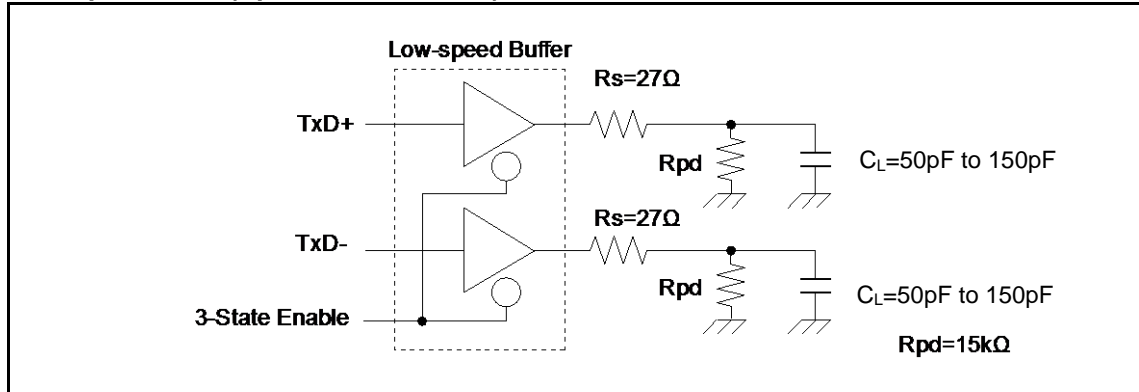 Low-speed Buffer
Rs=27Ω
TxD+
Rpd
CL=50pF to 150pF
Rs=27Ω
TxD-
Rpd
CL=50pF to 150pF
3-State Enable
Rpd=15kΩ